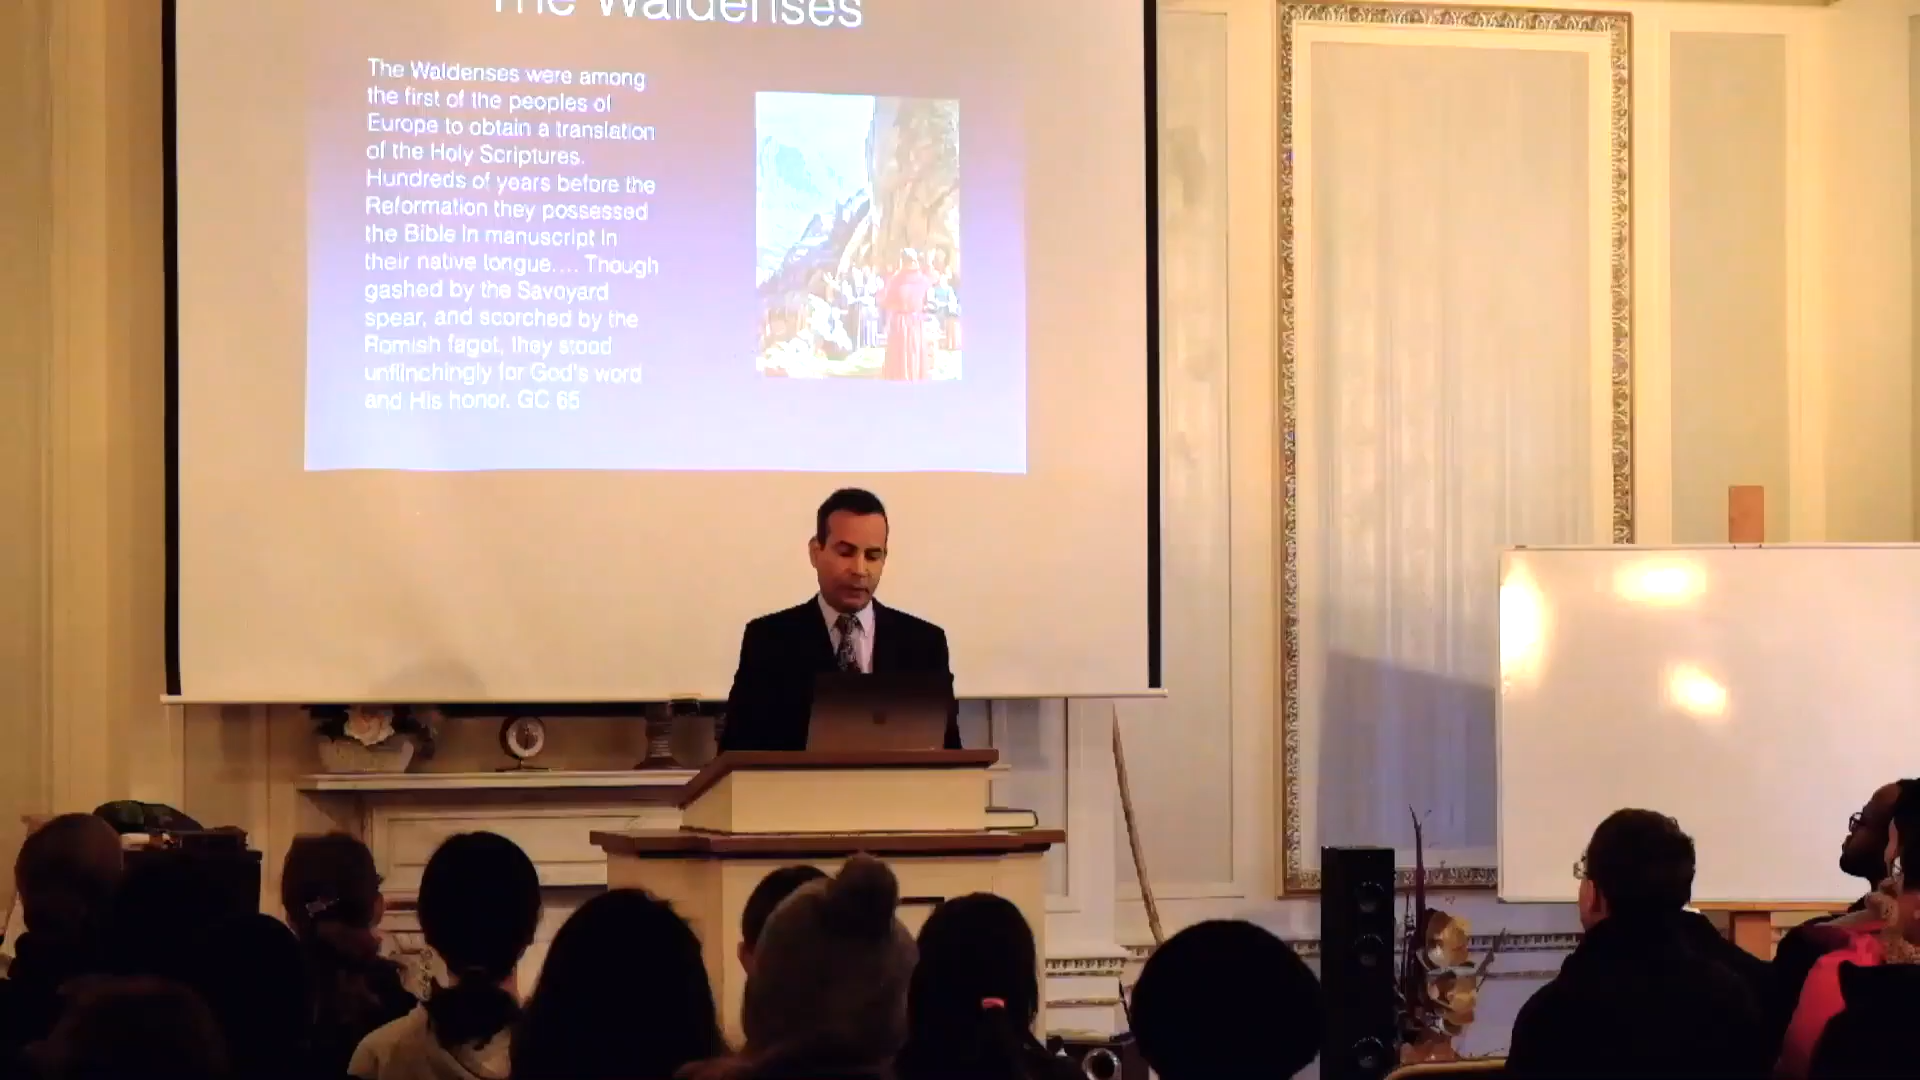 The Waldenses
The Waldenses were among
the first of the peoples of
Europe to obtain a translation
of the Holy Scriptures.
Hundreds of years before the
Reformation they possessed
the Bible in manuscript in
their native tongue.... Though
gashed by the Savoyard
spear, and scorched by the
Romish fagot, they stood
unflinchingly for God's word
and His honor. GC 65